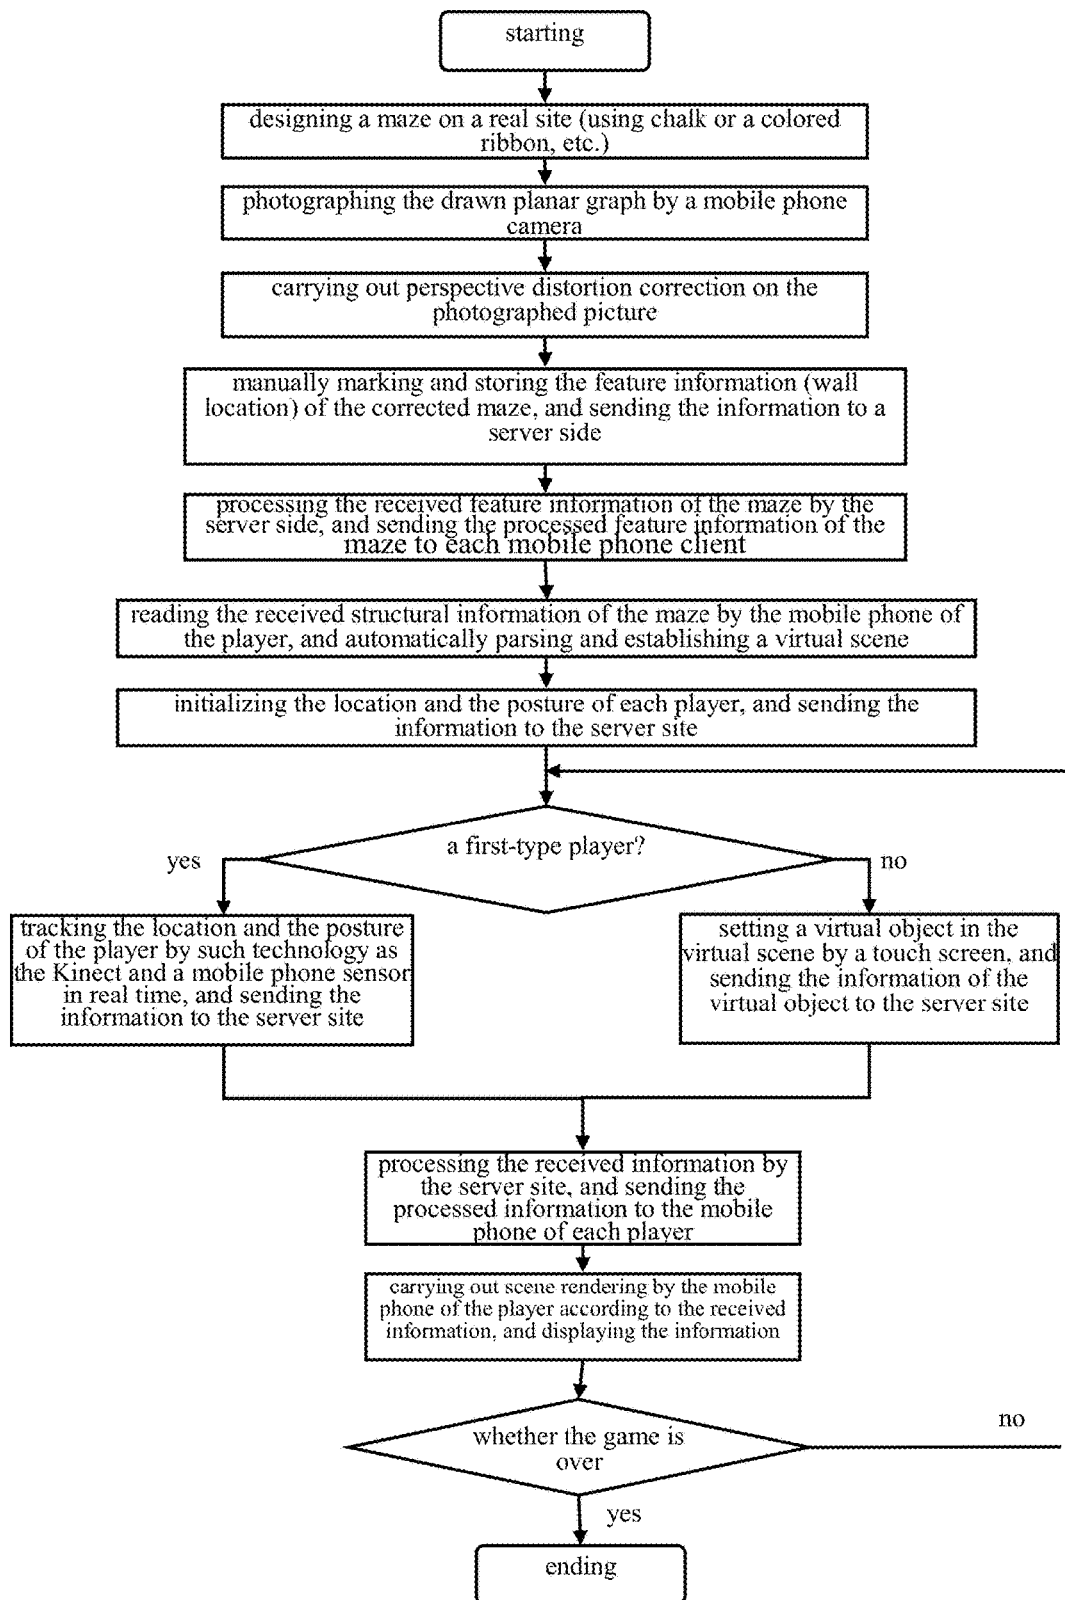 starting
designing a maze on a real site (using chalk or a colored
ribbon, etc.)
photographing the drawn planar graph by a mobile phone
camera
carrying out perspective distortion correction on the
photographed picture
manually marking and storing the feature information (wall
location) of the corrected maze, and sending the information to a
server side
processing the received feature information of the maze by the
server side, and sending the processed feature information of the
maze to each mobile phone client
reading the received structural information of the maze by the mobile phone of
the player, and automatically parsing and establishing a virtual scene
initializing the location and the posture of each player, and sending the
information to the server site
a first-type player?
yes
no
tracking the location and the posture
of the player by such technology as
the Kinect and a mobile phone sensor
in real time, and sending the
information to the server site
setting a virtual object in the
virtual scene by a touch screen, and
sending the information of the
virtual object to the server site
processing the received information by
the server site, and sending the
processed information to the mobile
phone of each player
carrying out scene rendering by the mobile
phone of the player according to the received
information, and displaying the information
whether the game is
over
no
yes
ending